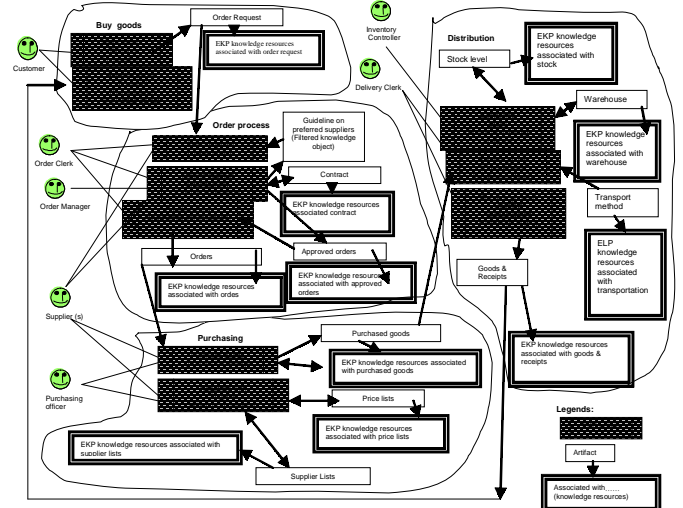 Buy goods
Order Request
EKP knowledge resources
associated with order request
Customer
Inventory
Controller
Delivery Clerk
Distribution
Stock level
EKP knowledge
resources
associated with
stock
Warehouse
EKP knowledge
resources
associated with
warehouse
Transport
method
ELP
knowledge
resources
associated
with
transportation
Goods &
Receipts
EKP knowledge resources
associated with goods &
receipts
Order process
Guideline on
preferred suppliers
(Filtered knowledge
object)
Order Clerk
Order Manager
Contract
EKP knowledge resources
associated contract
Approved orders
EKP knowledge resources
associated with approved
orders
Orders
EKP knowledge resources
associated with ordes
Supplier (s)
Purchasing
Purchased goods
EKP knowledge resources associated
with purchased goods
Purchasing
officer
Price lists
EKP knowledge resources
associated with price lists
EKP knowledge resources associated with
supplier lists
Supplier Lists
Legends:
Artifact
Associated with......
(knowledge resources)